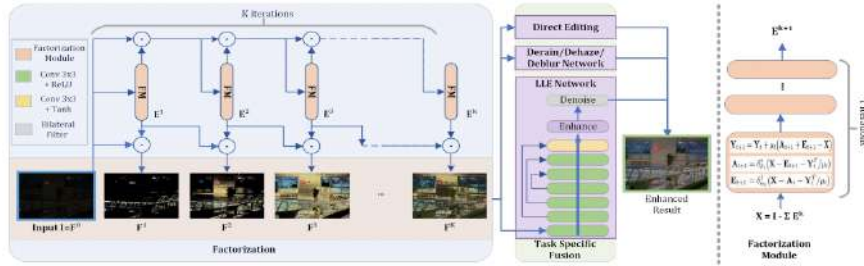 K iterations
Factorization
Module
Conv 3x3
+ ReLU
Conv 3x3
+ Tanh
Bilateral
Filter
FM
FM
FM
FM
E¹
E²
E³
Eᴷ
Input I=F⁰
F¹
F²
F³
...
Fᴷ
Factorization
Direct Editing
Derain/Dehaze/
Deblur Network
LLE Network
Denoise
Enhance
Enhanced
Result
Task Specific
Fusion
X = I - Σ Eᵏ
Factorization
Module